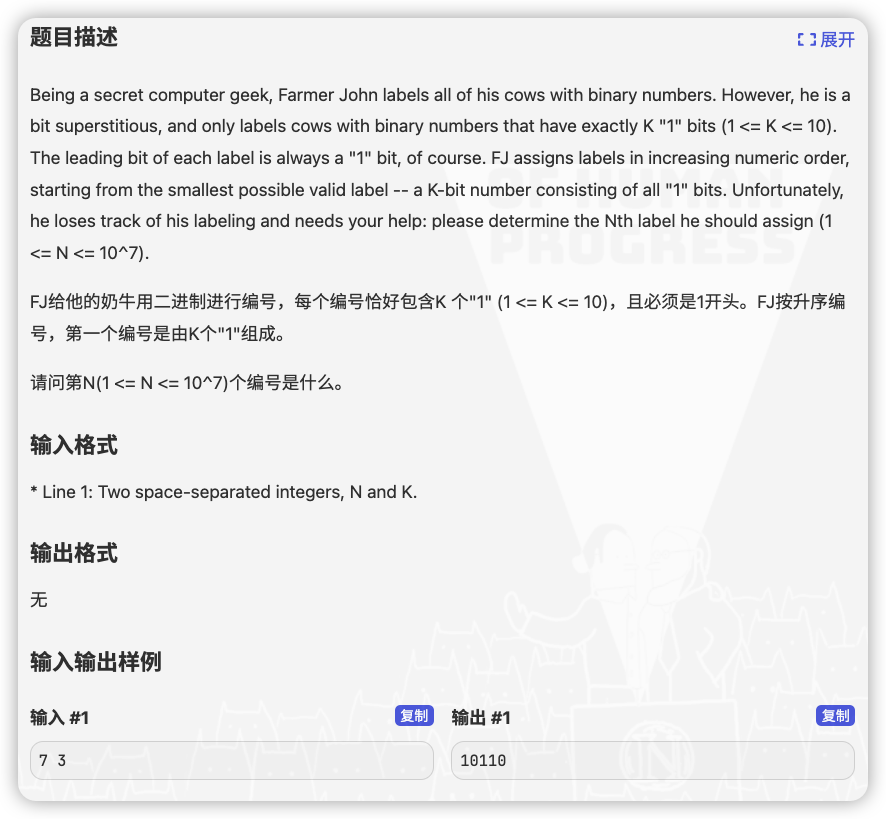 题目描述
展开
Being a secret computer geek, Farmer John labels all of his cows with binary numbers. However, he is a
bit superstitious, and only labels cows with binary numbers that have exactly K "1" bits (1 <= K <= 10).
The leading bit of each label is always a "1" bit, of course. FJ assigns labels in increasing numeric order,
starting from the smallest possible valid label -- a K-bit number consisting of all "1" bits. Unfortunately,
he loses track of his labeling and needs your help: please determine the Nth label he should assign (1
<= N <= 10^7).
OF HUMAN
PROGRESS
FJ给他的奶牛用二进制进行编号，每个编号恰好包含K 个"1" (1 <= K <= 10)，且必须是1开头。FJ按升序编
号，第一个编号是由K个"1"组成。
请问第N(1 <= N <= 10^7)个编号是什么。
输入格式
* Line 1: Two space-separated integers, N and K.
输出格式
无
输入输出样例
输入 #1
复制
输出 #1
复制
7 3
10110